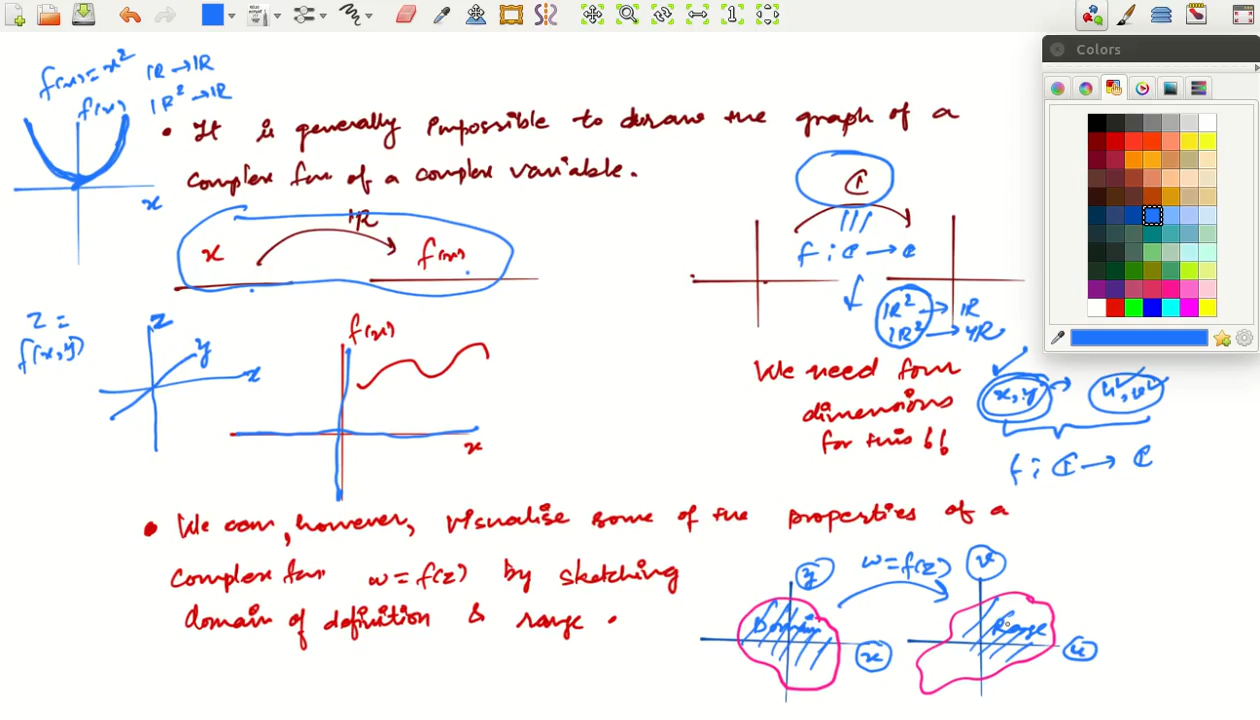 f(x)=x² ℝ→ℝ
f(x) ℝ²→ℝ
• It is generally impossible to draw the graph of a
complex fun of a complex variable.
x
ℝ
x f(x)
ℂ
f : ℂ → ℂ
ℝ² → ℝ
ℝ² → ℝ
z =
f(x,y)
z
y
x
f(x)
x
We need four
dimensions
for this !!
x,y → u,v
f : ℂ → ℂ
• We can, however, visualise some of the properties of a
complex fun w = f(z) by sketching
domain of definition & range .
y w=f(z) v
Domain Range
x u
Colors
1